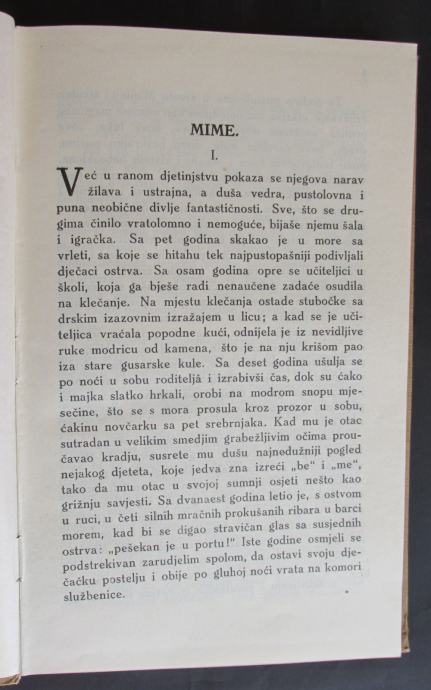 MIME.
I.
Već u ranom djetinjstvu pokaza se njegova narav
žilava i ustrajna, a duša vedra, pustolovna i
puna neobične divlje fantastičnosti. Sve, što se dru-
gima činilo vratolomno i nemoguće, bijaše njemu šala
i igračka. Sa pet godina skakao je u more sa
vrleti, sa koje se hitahu tek najpustopašniji podivljali
dječaci ostrva. Sa osam godina opre se učiteljici u
školi, koja ga bješe radi nenaučene zadaće osudila
na klečanje. Na mjestu klečanja ostade stubočke sa
drskim izazovnim izražajem u licu; a kad se je uči-
teljica vraćala popodne kući, odnijela je iz nevidljive
ruke modricu od kamena, što je na nju krišom pao
iza stare gusarske kule. Sa deset godina ušulja se
po noći u sobu roditeljâ i izrabivši čas, dok su ćako
i majka slatko hrkali, orobi na modrom snopu mje-
sečine, što se s mora prosula kroz prozor u sobu,
ćakinu novčarku sa pet srebrnjaka. Kad mu je otac
sutradan u velikim smedjim grabežljivim očima prou-
čavao kradju, susrete mu dušu najnedužniji pogled
nejakog djeteta, koje jedva zna izreći „be" i „me",
tako da mu otac u svojoj sumnji osjeti nešto kao
grižnju savjesti. Sa dvanaest godina letio je, s ostvom
u ruci, u četi silnih mračnih prokušanih ribara u barci
morem, kad bi se digao stravičan glas sa susjednih
ostrva: „pešekan je u portu!" Iste godine osmjeli se
podstrekivan zarudjelim spolom, da ostavi svoju dje-
čačku postelju i obije po gluhoj noći vrata na komori
službenice.